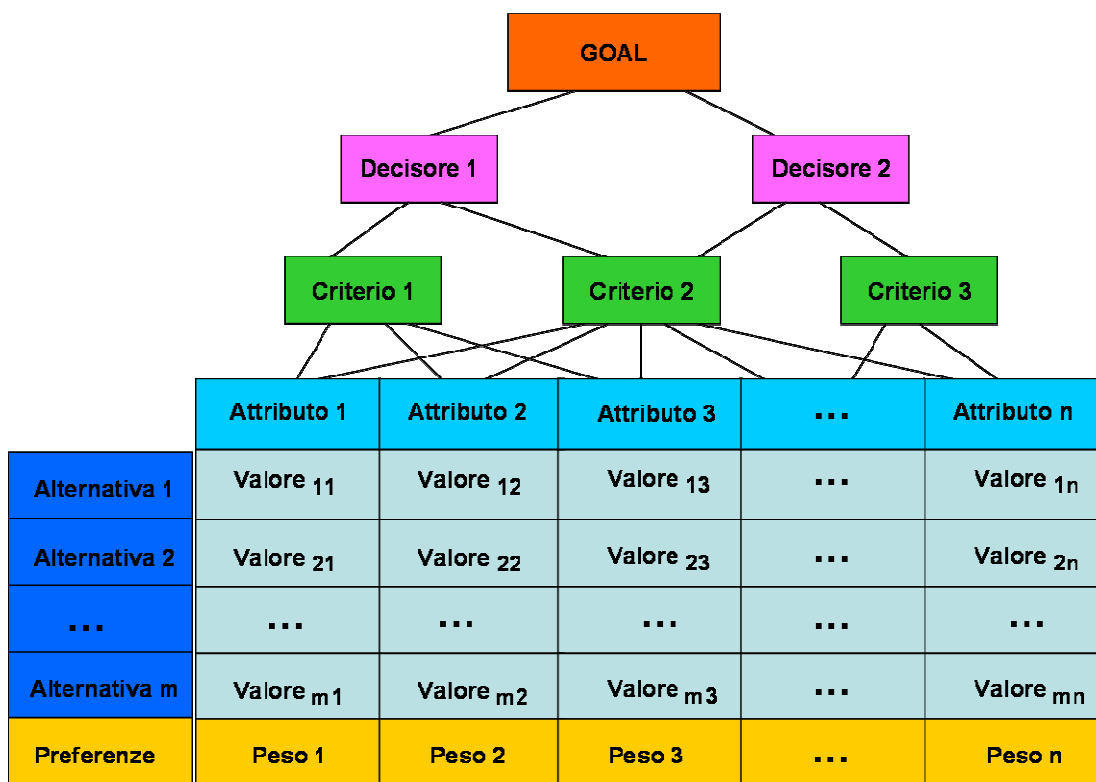 GOAL
Decisore 1 Decisore 2
Criterio 1 Criterio 2 Criterio 3
Attributo 1 Attributo 2 Attributo 3 ... Attributo n
Alternativa 1 Valore 11 Valore 12 Valore 13 ... Valore 1n
Alternativa 2 Valore 21 Valore 22 Valore 23 ... Valore 2n
... ... ... ... ... ...
Alternativa m Valore m1 Valore m2 Valore m3 ... Valore mn
Preferenze Peso 1 Peso 2 Peso 3 ... Peso n